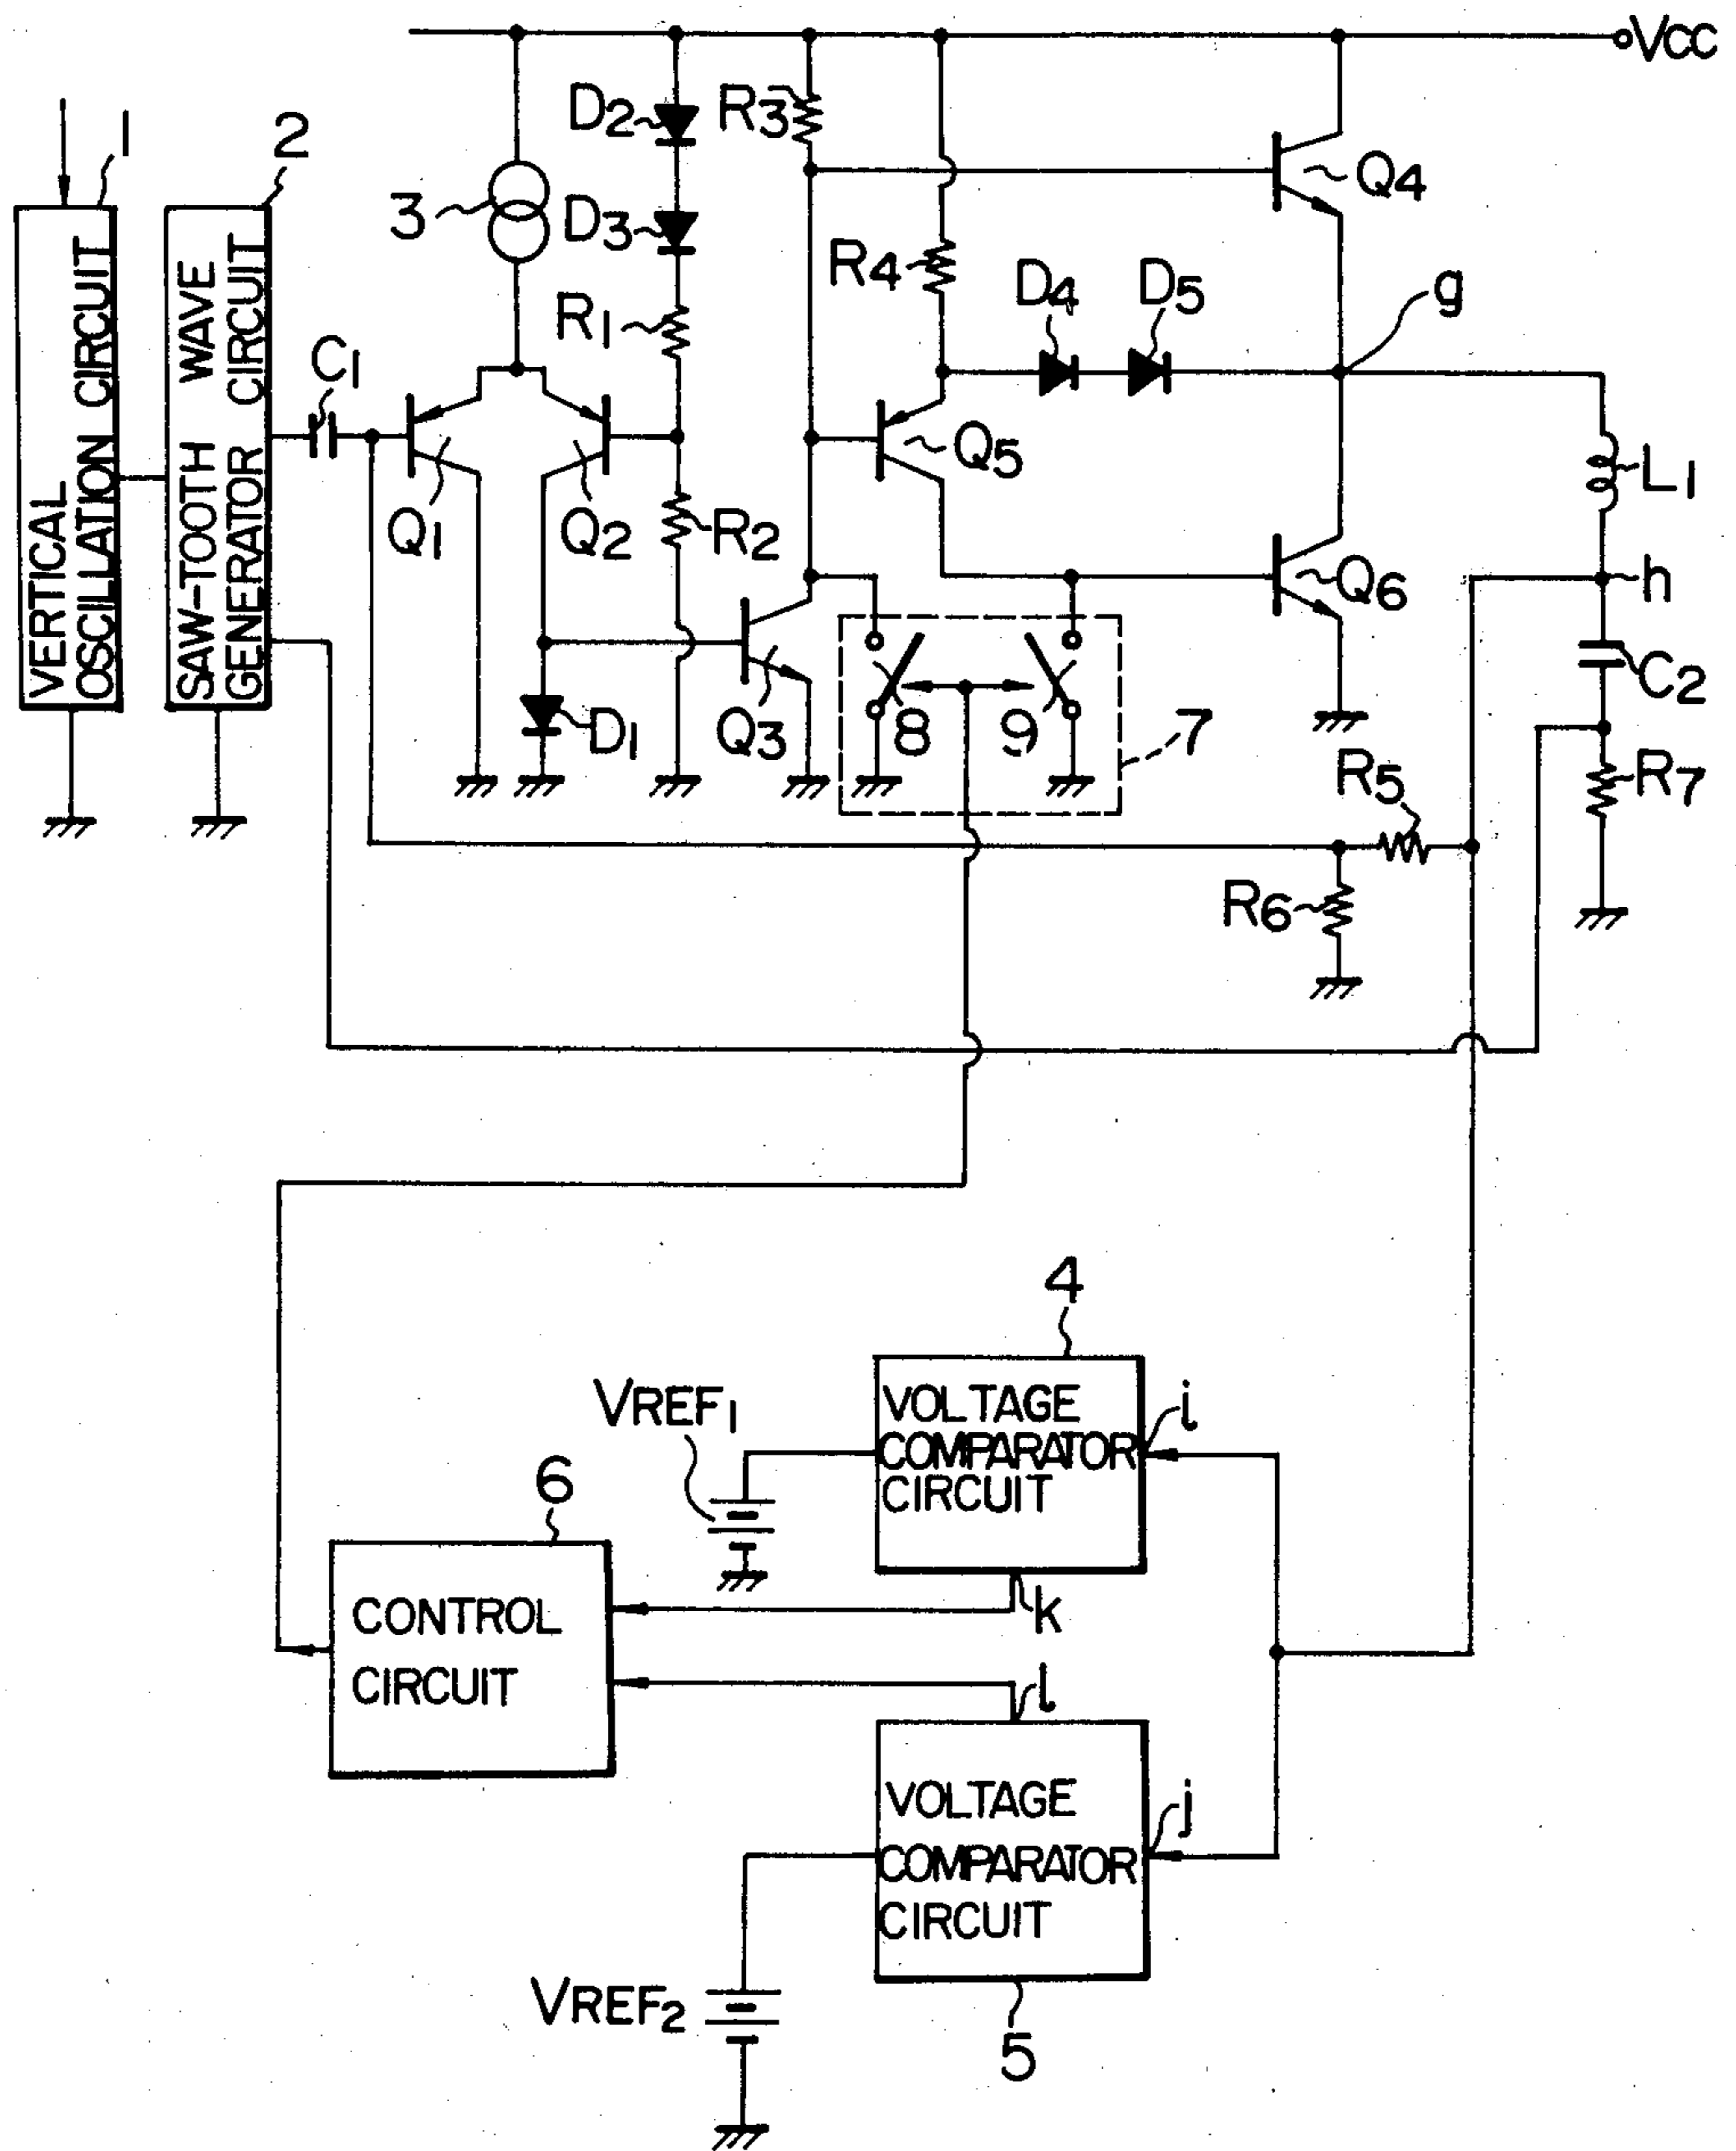 VCC
1
2
3
D2
D3
R3
R4
D4
D5
Q4
g
VERTICAL
OSCILLATION CIRCUIT
SAW-TOOTH WAVE
GENERATOR CIRCUIT
C1
R1
Q1
Q2
R2
Q5
L1
h
Q6
C2
D1
Q3
8
9
7
R5
R7
R6
4
VREF1
VOLTAGE
COMPARATOR
CIRCUIT
i
6
k
CONTROL
CIRCUIT
l
VOLTAGE
COMPARATOR
CIRCUIT
j
VREF2
5